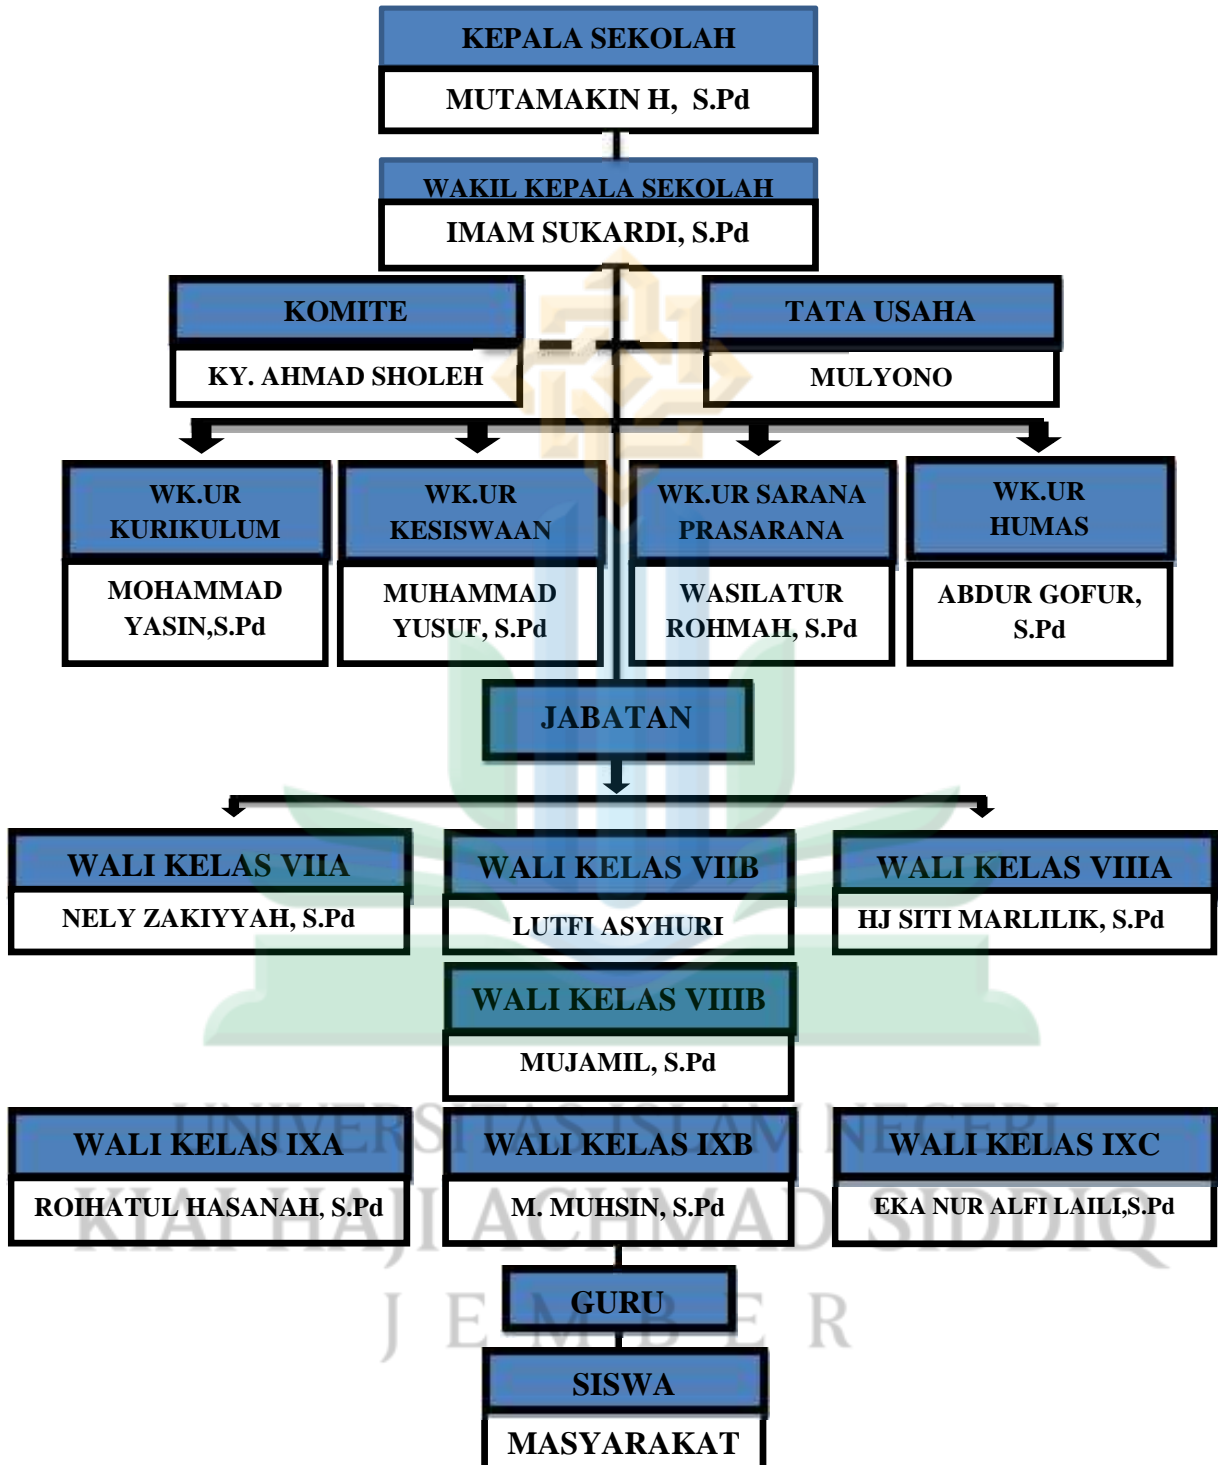 KEPALA SEKOLAH
MUTAMAKIN H, S.Pd
WAKIL KEPALA SEKOLAH
IMAM SUKARDI, S.Pd
KOMITE
KY. AHMAD SHOLEH
TATA USAHA
MULYONO
WK.UR
KURIKULUM
MOHAMMAD
YASIN,S.Pd
WK.UR
KESISWAAN
MUHAMMAD
YUSUF, S.Pd
WK.UR SARANA
PRASARANA
WASILATUR
ROHMAH, S.Pd
WK.UR
HUMAS
ABDUR GOFUR,
S.Pd
JABATAN
WALI KELAS VIIA
NELY ZAKIYYAH, S.Pd
WALI KELAS VIIB
LUTFI ASYHURI
WALI KELAS VIIIA
HJ SITI MARLILIK, S.Pd
WALI KELAS VIIIB
MUJAMIL, S.Pd
WALI KELAS IXA
ROIHATUL HASANAH, S.Pd
WALI KELAS IXB
M. MUHSIN, S.Pd
WALI KELAS IXC
EKA NUR ALFI LAILI,S.Pd
GURU
SISWA
MASYARAKAT
UNIVERSITAS ISLAM NEGERI
KIAI HAJI ACHMAD SIDDIQ
JEMBER